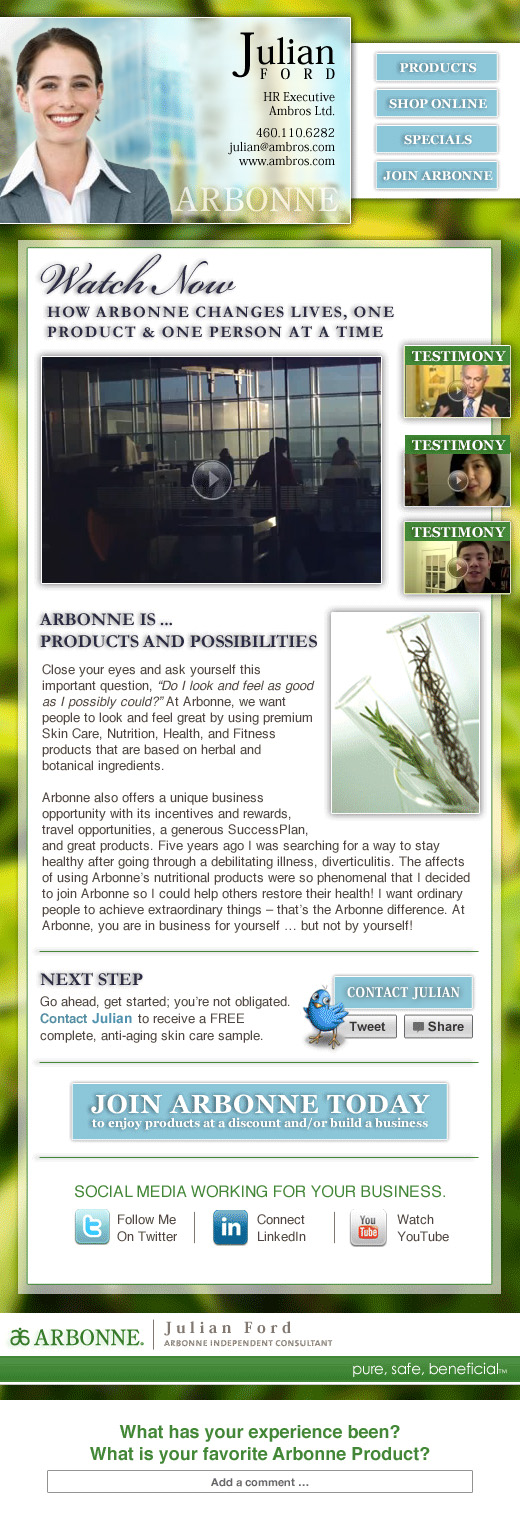 Julian
FORD
HR Executive
Ambros Ltd.
460.110.6282
julian@ambros.com
www.ambros.com
ARBONNE
PRODUCTS
SHOP ONLINE
SPECIALS
JOIN ARBONNE
Watch Now
HOW ARBONNE CHANGES LIVES, ONE
PRODUCT & ONE PERSON AT A TIME
TESTIMONY
TESTIMONY
TESTIMONY
ARBONNE IS ...
PRODUCTS AND POSSIBILITIES
Close your eyes and ask yourself this
important question, “Do I look and feel as good
as I possibly could?” At Arbonne, we want
people to look and feel great by using premium
Skin Care, Nutrition, Health, and Fitness
products that are based on herbal and
botanical ingredients.
Arbonne also offers a unique business
opportunity with its incentives and rewards,
travel opportunities, a generous SuccessPlan,
and great products. Five years ago I was searching for a way to stay
healthy after going through a debilitating illness, diverticulitis. The affects
of using Arbonne’s nutritional products were so phenomenal that I decided
to join Arbonne so I could help others restore their health! I want ordinary
people to achieve extraordinary things – that’s the Arbonne difference. At
Arbonne, you are in business for yourself … but not by yourself!
NEXT STEP
Go ahead, get started; you’re not obligated.
Contact Julian to receive a FREE
complete, anti-aging skin care sample.
CONTACT JULIAN
Tweet
Share
JOIN ARBONNE TODAY
to enjoy products at a discount and/or build a business
SOCIAL MEDIA WORKING FOR YOUR BUSINESS.
Follow Me
On Twitter
in
Connect
LinkedIn
You
Tube
Watch
YouTube
ARBONNE.
Julian Ford
ARBONNE INDEPENDENT CONSULTANT
pure, safe, beneficial™
What has your experience been?
What is your favorite Arbonne Product?
Add a comment ...